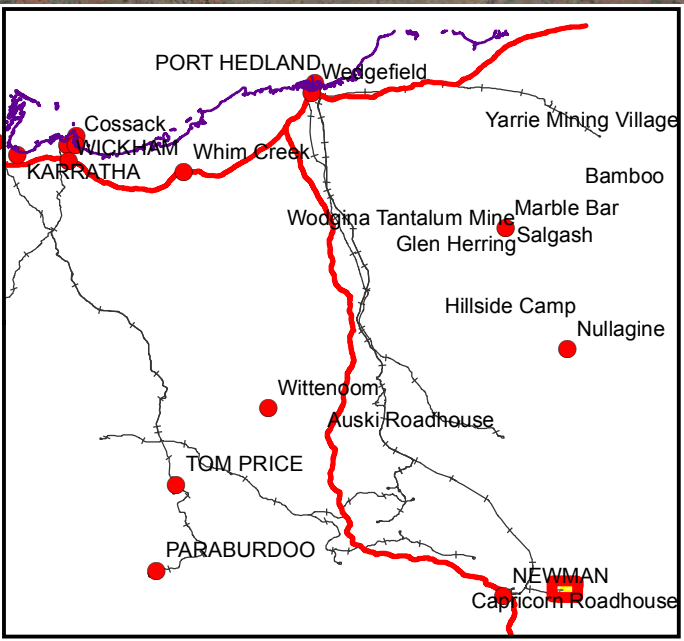 PORT HEDLAND
Wedgefield
Yarrie Mining Village
Cossack
WICKHAM
Whim Creek
KARRATHA
Bamboo
Marble Bar
Woogina Tantalum Mine
Salgash
Glen Herring
Hillside Camp
Nullagine
Wittenoom
Auski Roadhouse
TOM PRICE
PARABURDOO
NEWMAN
Capricorn Roadhouse